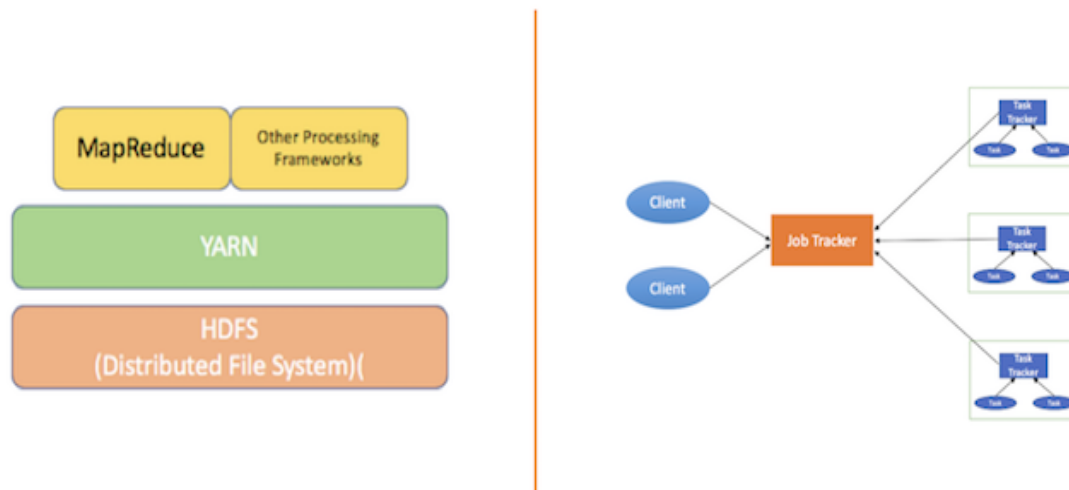 MapReduce
Other Processing
Frameworks
YARN
HDFS
(Distributed File System)(
Client
Client
Job Tracker
Task
Tracker
Task
Task
Task
Tracker
Task
Task
Task
Tracker
Task
Task